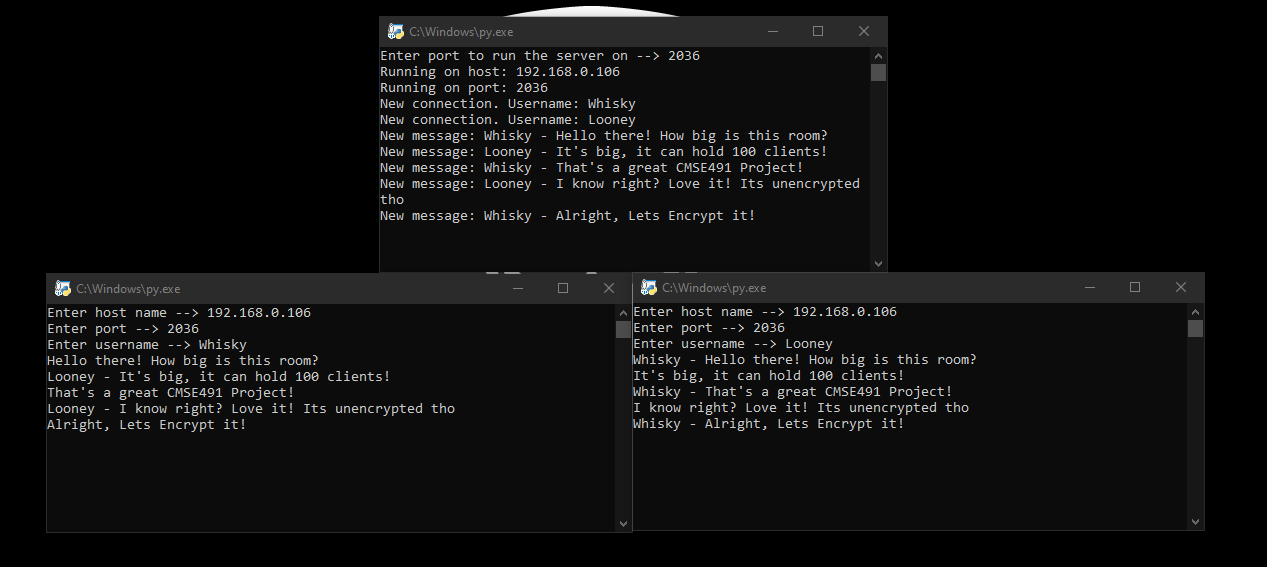 C:\Windows\py.exe
Enter port to run the server on --> 2036
Running on host: 192.168.0.106
Running on port: 2036
New connection. Username: Whisky
New connection. Username: Looney
New message: Whisky - Hello there! How big is this room?
New message: Looney - It's big, it can hold 100 clients!
New message: Whisky - That's a great CMSE491 Project!
New message: Looney - I know right? Love it! Its unencrypted
tho
New message: Whisky - Alright, Lets Encrypt it!
C:\Windows\py.exe
Enter host name --> 192.168.0.106
Enter port --> 2036
Enter username --> Whisky
Hello there! How big is this room?
Looney - It's big, it can hold 100 clients!
That's a great CMSE491 Project!
Looney - I know right? Love it! Its unencrypted tho
Alright, Lets Encrypt it!
C:\Windows\py.exe
Enter host name --> 192.168.0.106
Enter port --> 2036
Enter username --> Looney
Whisky - Hello there! How big is this room?
It's big, it can hold 100 clients!
Whisky - That's a great CMSE491 Project!
I know right? Love it! Its unencrypted tho
Whisky - Alright, Lets Encrypt it!